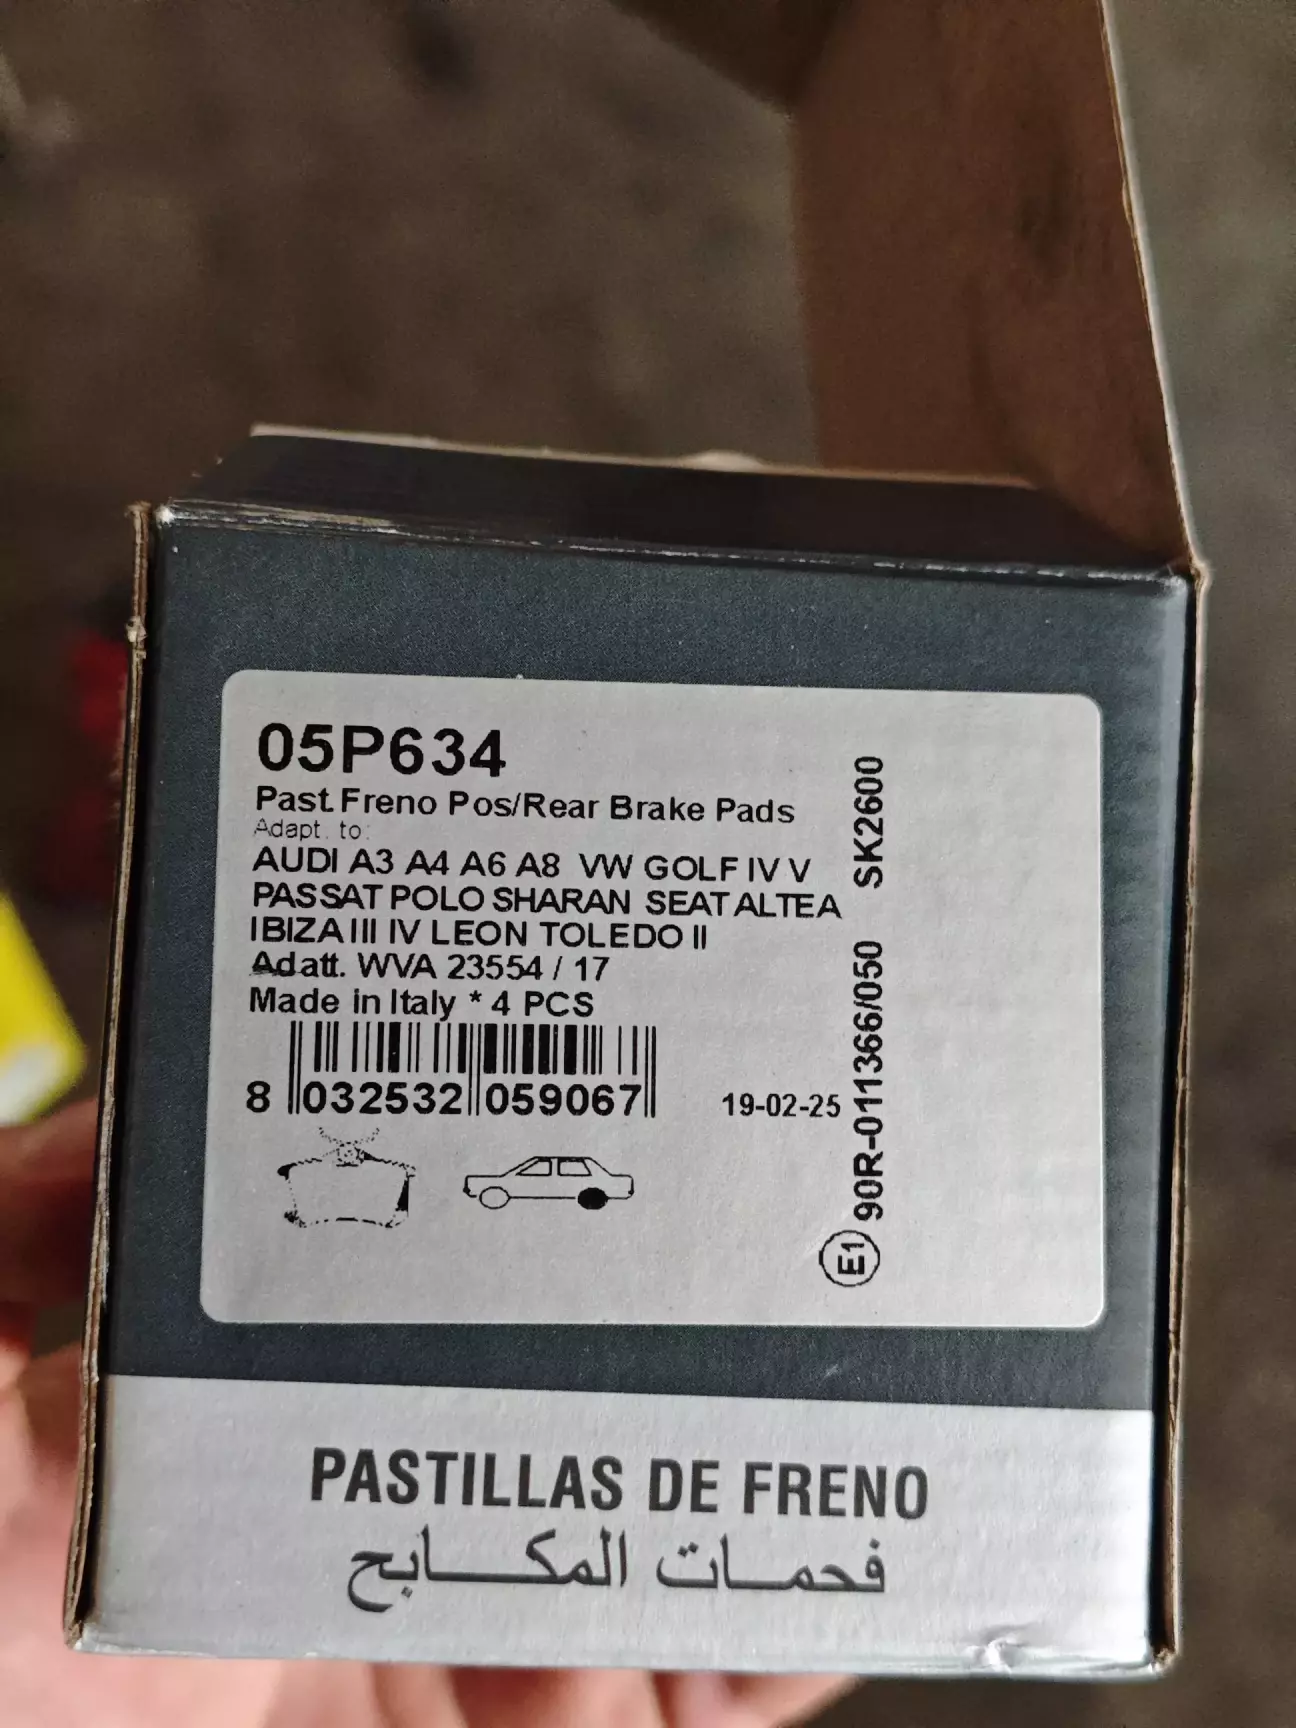 05P634
Past. Freno Pos/Rear Brake Pads
Adapt. to:
AUDI A3 A4 A6 A8 VW GOLF IV V
PASSAT POLO SHARAN SEAT ALTEA
IBIZA III IV LEON TOLEDO II
Adatt. WVA 23554 / 17
Made in Italy * 4 PCS
8 032532 059067
19-02-25
E1 90R-011366/050 SK2600
PASTILLAS DE FRENO
فحمات المكابح